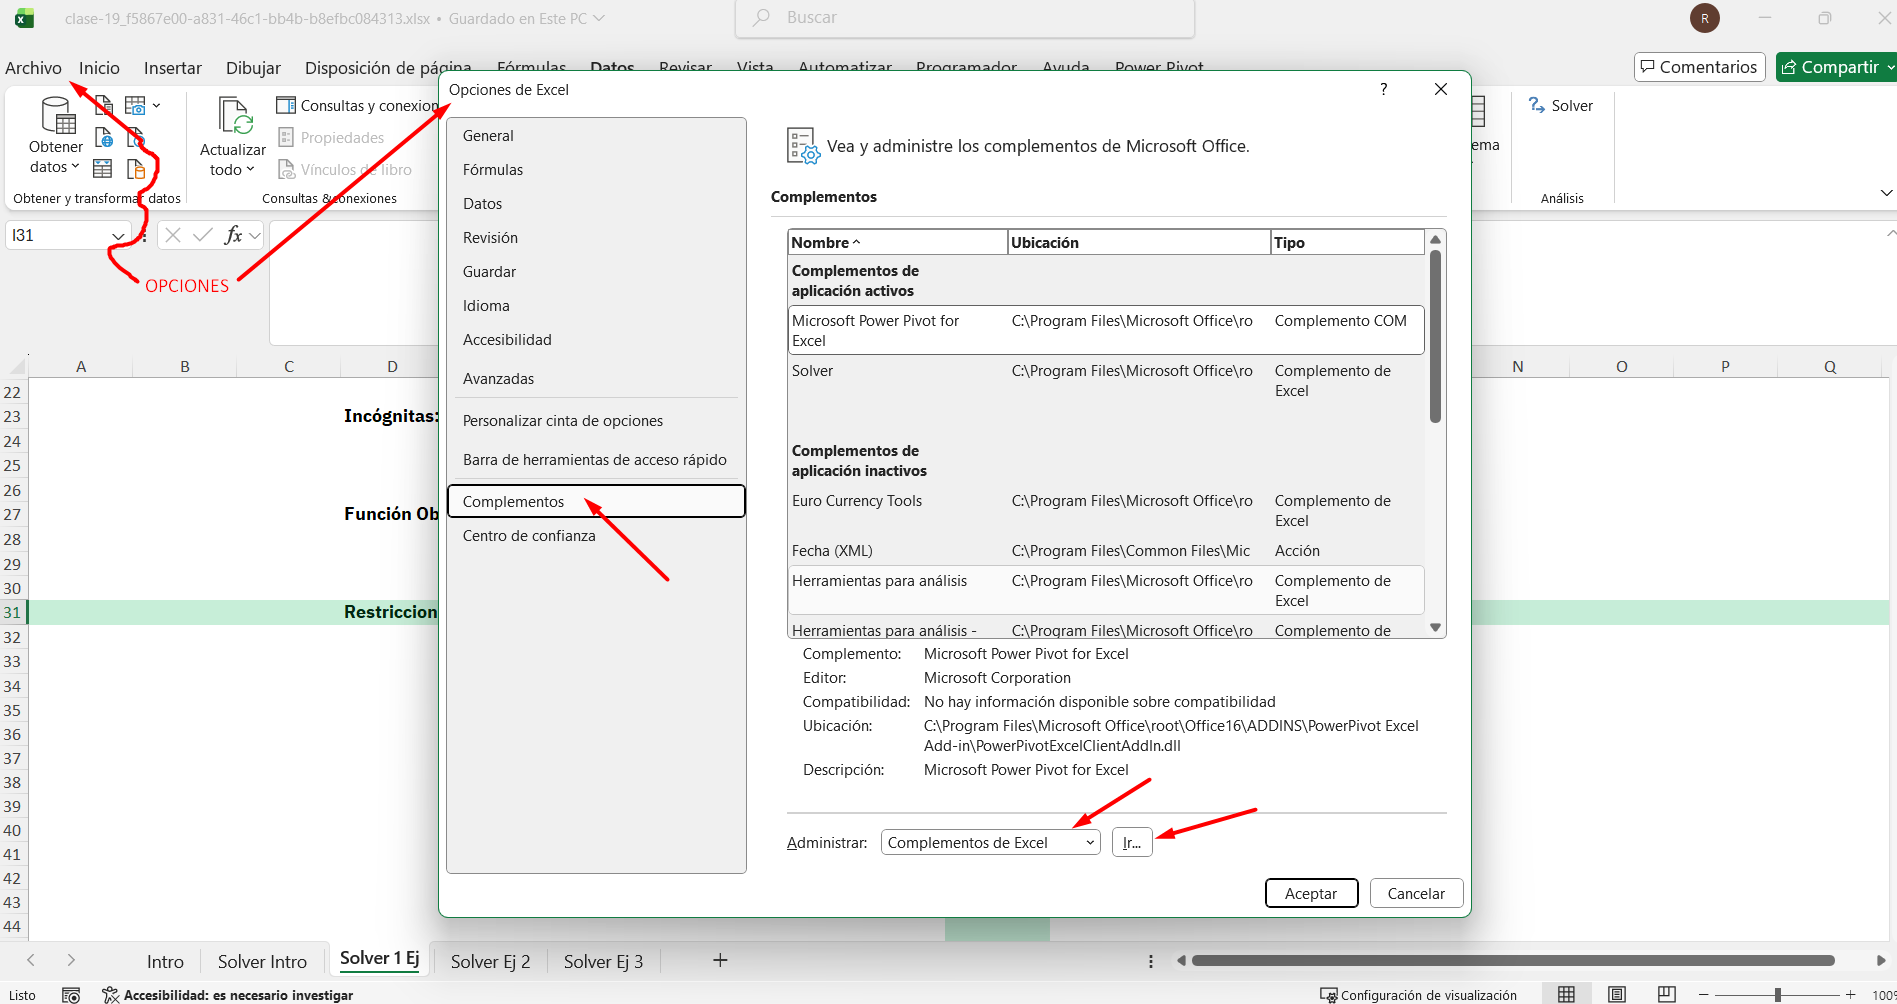 clase-19_f5867e00-a831-46c1-bb4b-b8efbc084313.xlsx • Guardado en Este PC
Buscar
R
Archivo
Inicio
Insertar
Dibujar
Disposición de página
Fórmulas
Datos
Revisar
Vista
Automatizar
Programador
Ayuda
Power Pivot
Comentarios
Compartir
Obtener
datos
Obtener y transformar datos
Actualizar
todo
Consultas y conexion
Propiedades
Vínculos de libro
Consultas & conexiones
ema
Solver
Análisis
I31
fx
OPCIONES
Opciones de Excel
?
General
Fórmulas
Datos
Revisión
Guardar
Idioma
Accesibilidad
Avanzadas
Personalizar cinta de opciones
Barra de herramientas de acceso rápido
Complementos
Centro de confianza
Vea y administre los complementos de Microsoft Office.
Complementos
Nombre Ubicación Tipo
Complementos de
aplicación activos
Microsoft Power Pivot for C:\Program Files\Microsoft Office\ro Complemento COM
Excel
Solver C:\Program Files\Microsoft Office\ro Complemento de
Excel
Complementos de
aplicación inactivos
Euro Currency Tools C:\Program Files\Microsoft Office\ro Complemento de
Excel
Fecha (XML) C:\Program Files\Common Files\Mic Acción
Herramientas para análisis C:\Program Files\Microsoft Office\ro Complemento de
Excel
Herramientas para análisis - C:\Program Files\Microsoft Office\ro Complemento de
Complemento: Microsoft Power Pivot for Excel
Editor: Microsoft Corporation
Compatibilidad: No hay información disponible sobre compatibilidad
Ubicación: C:\Program Files\Microsoft Office\root\Office16\ADDINS\PowerPivot Excel
Add-in\PowerPivotExcelClientAddIn.dll
Descripción: Microsoft Power Pivot for Excel
Administrar: Complementos de Excel Ir...
Aceptar Cancelar
A B C D N O P Q
22
23 Incógnitas:
24
25
26
27 Función Ob
28
29
30
31 Restriccion
32
33
34
35
36
37
38
39
40
41
42
43
44
Intro
Solver Intro
Solver 1 Ej
Solver Ej 2
Solver Ej 3
+
Listo
Accesibilidad: es necesario investigar
Configuración de visualización
100%